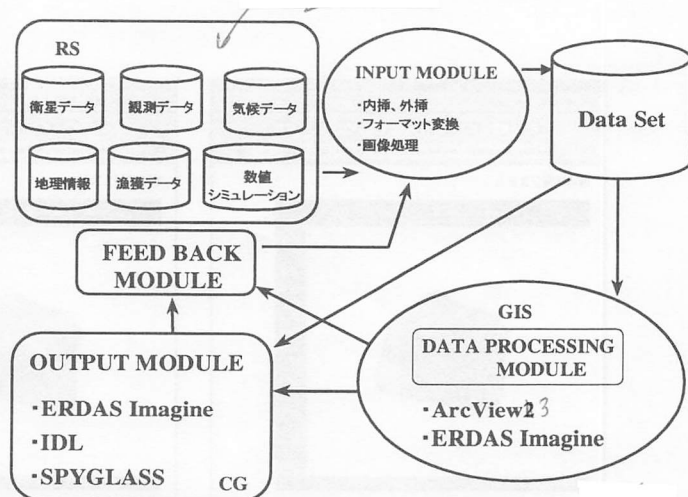 RS
衛星データ
観測データ
気候データ
地理情報
漁獲データ
数値
シミュレーション
INPUT MODULE
・内挿、外挿
・フォーマット変換
・画像処理
Data Set
FEED BACK
MODULE
GIS
DATA PROCESSING
MODULE
・ArcView23
・ERDAS Imagine
OUTPUT MODULE
・ERDAS Imagine
・IDL
・SPYGLASS
CG